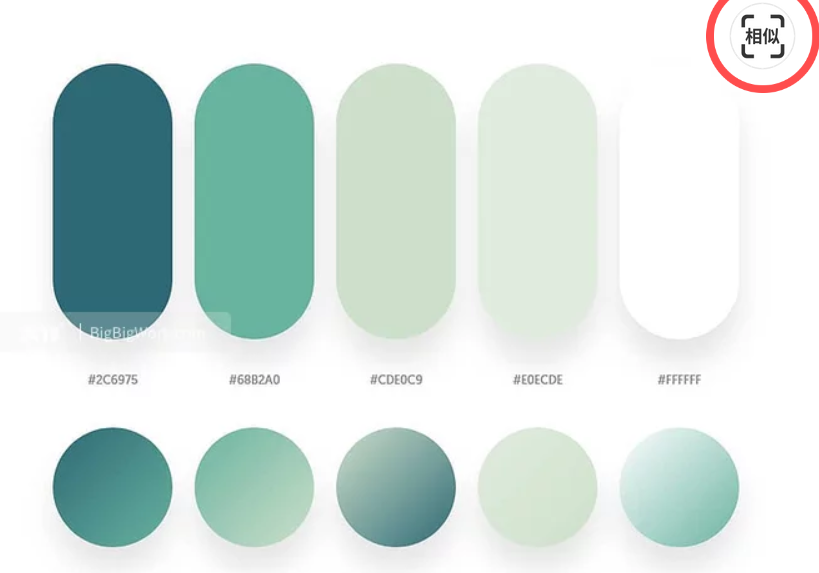 相似
BigBigWork.com
#2C6975
#68B2A0
#CDE0C9
#E0ECDE
#FFFFFF